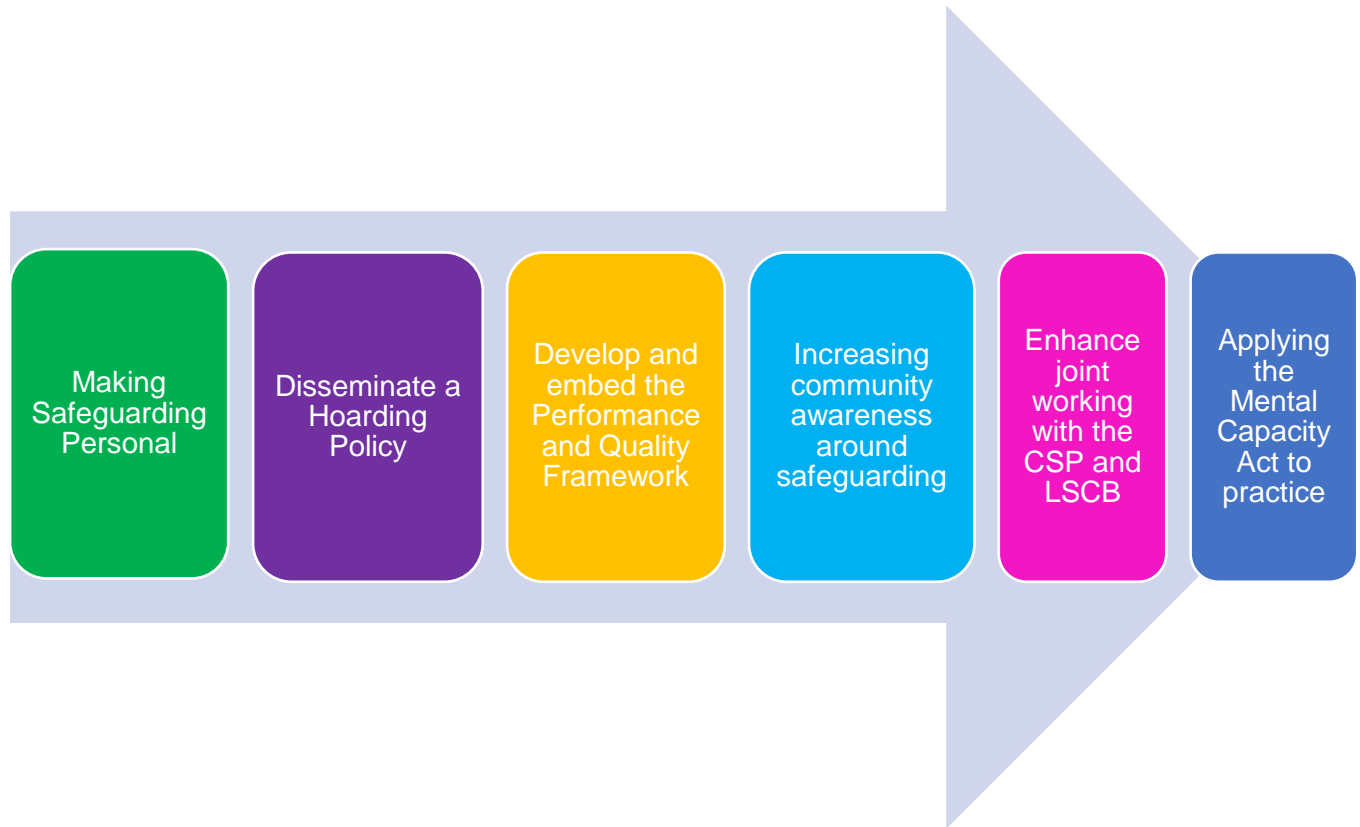 Making
Safeguarding
Personal
Disseminate a
Hoarding
Policy
Develop and
embed the
Performance
and Quality
Framework
Increasing
community
awareness
around
safeguarding
Enhance
joint
working
with the
CSP and
LSCB
Applying
the
Mental
Capacity
Act to
practice